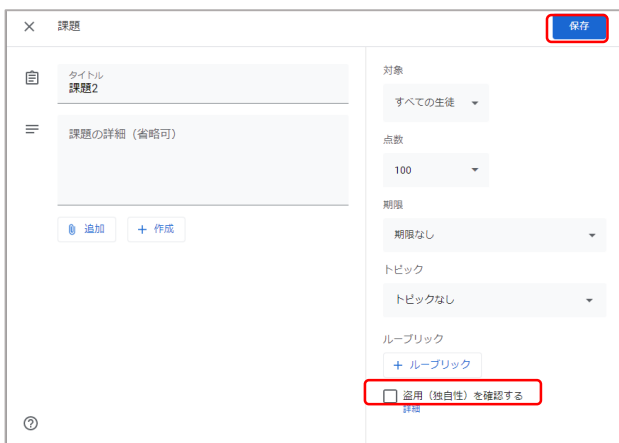 課題
保存
タイトル
課題2
課題の詳細（省略可）
追加
+ 作成
対象
すべての生徒
点数
100
期限
期限なし
トピック
トピックなし
ルーブリック
+ ルーブリック
盗用（独自性）を確認する
詳細